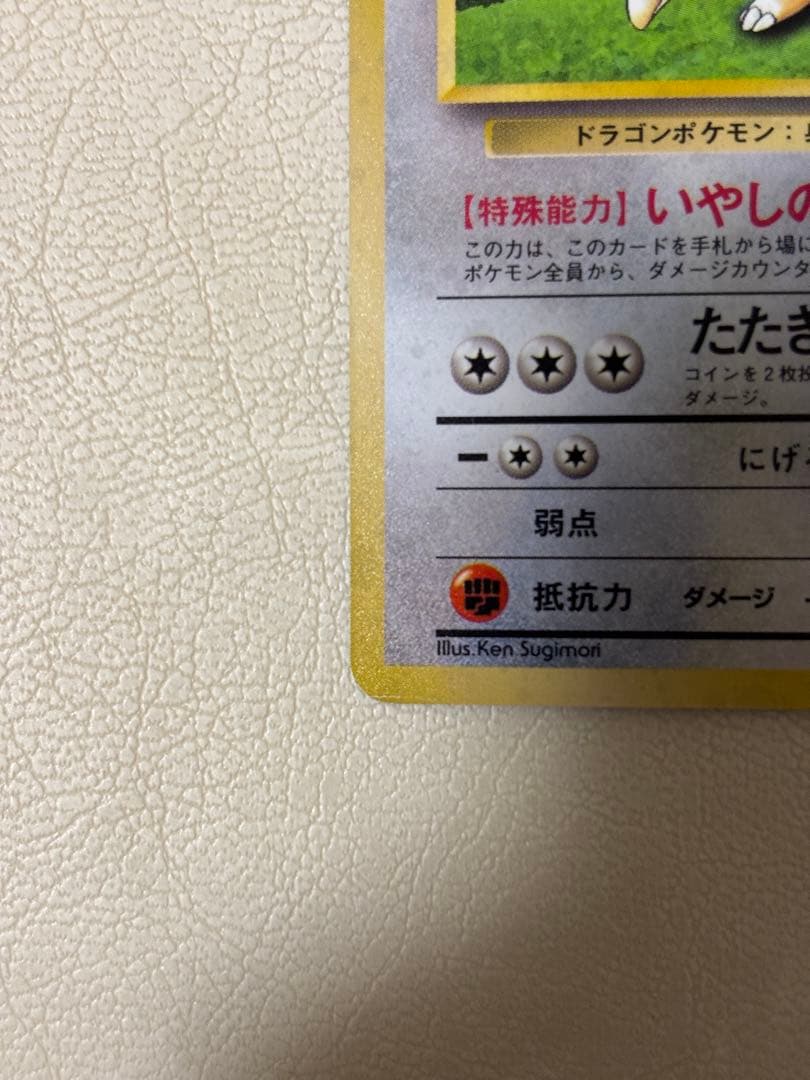 ドラゴンポケモン：
【特殊能力】いやしの
この力は、このカードを手札から場に
ポケモン全員から、ダメージカウンタ
たたき
コインを2枚投
ダメージ。
ー にげ
弱点
抵抗力 ダメージ -
Illus. Ken Sugimori